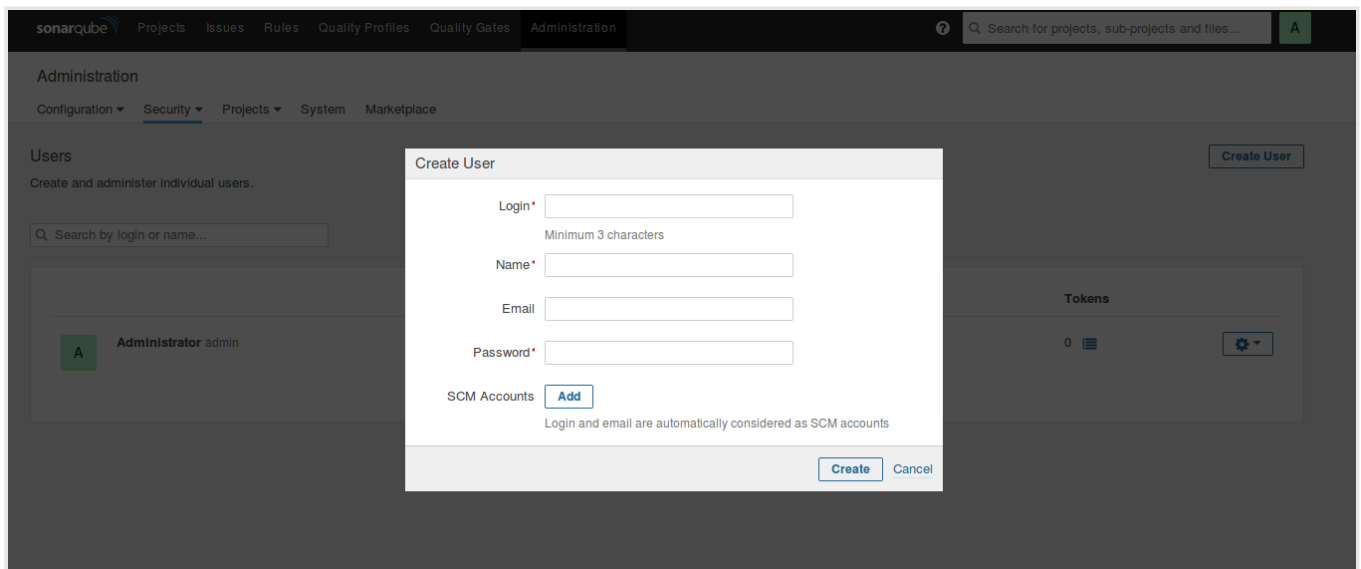 sonarqube Projects Issues Rules Quality Profiles Quality Gates Administration ? Search for projects, sub-projects and files... A
Administration
Configuration Security Projects System Marketplace
Users
Create User
Create and administer individual users.
Search by login or name...
Tokens
A Administrator admin 0
Create User
Login*
Minimum 3 characters
Name*
Email
Password*
SCM Accounts Add
Login and email are automatically considered as SCM accounts
Create Cancel